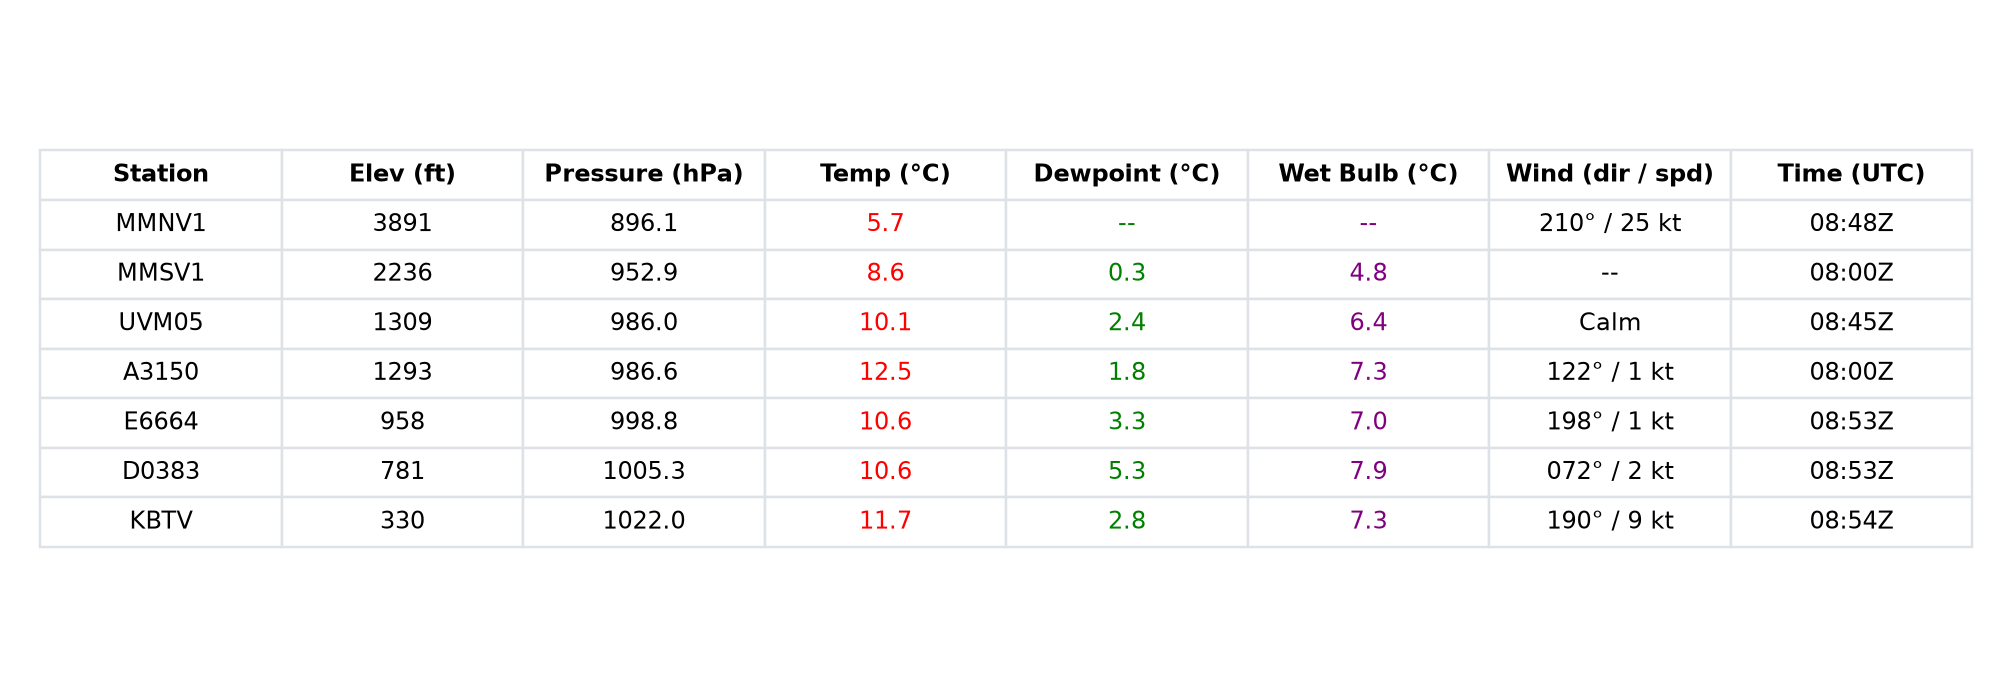 Station Elev (ft) Pressure (hPa) Temp (°C) Dewpoint (°C) Wet Bulb (°C) Wind (dir / spd) Time (UTC)
MMNV1 3891 896.1 5.7 -- -- 210° / 25 kt 08:48Z
MMSV1 2236 952.9 8.6 0.3 4.8 -- 08:00Z
UVM05 1309 986.0 10.1 2.4 6.4 Calm 08:45Z
A3150 1293 986.6 12.5 1.8 7.3 122° / 1 kt 08:00Z
E6664 958 998.8 10.6 3.3 7.0 198° / 1 kt 08:53Z
D0383 781 1005.3 10.6 5.3 7.9 072° / 2 kt 08:53Z
KBTV 330 1022.0 11.7 2.8 7.3 190° / 9 kt 08:54Z